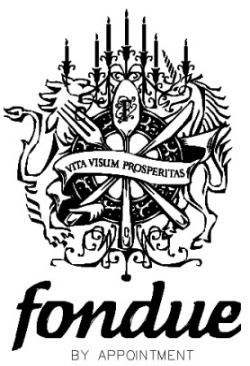 VITA VISUM PROSPERITAS
fondue
BY APPOINTMENT